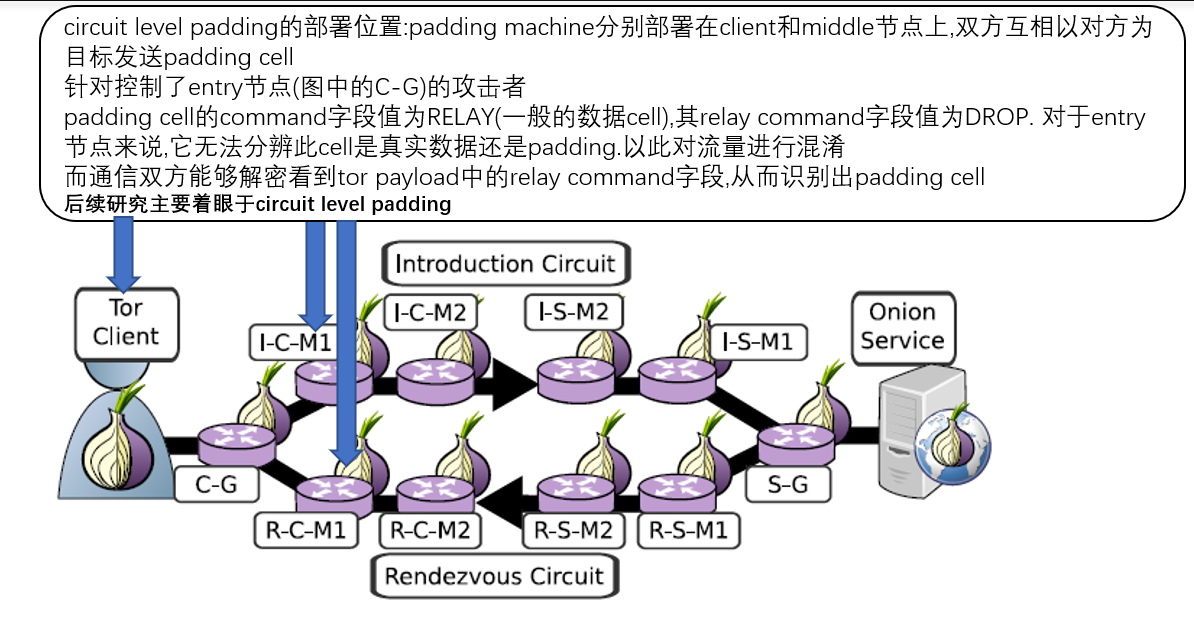 circuit level padding的部署位置:padding machine分别部署在client和middle节点上,双方互相以对方为
目标发送padding cell
针对控制了entry节点(图中的C-G)的攻击者
padding cell的command字段值为RELAY(一般的数据cell),其relay command字段值为DROP. 对于entry
节点来说,它无法分辨此cell是真实数据还是padding.以此对流量进行混淆
而通信双方能够解密看到tor payload中的relay command字段,从而识别出padding cell
后续研究主要着眼于circuit level padding
Introduction Circuit
Tor
Client
I-C-M1
I-C-M2
I-S-M2
I-S-M1
Onion
Service
C-G
S-G
R-C-M1
R-C-M2
R-S-M2
R-S-M1
Rendezvous Circuit